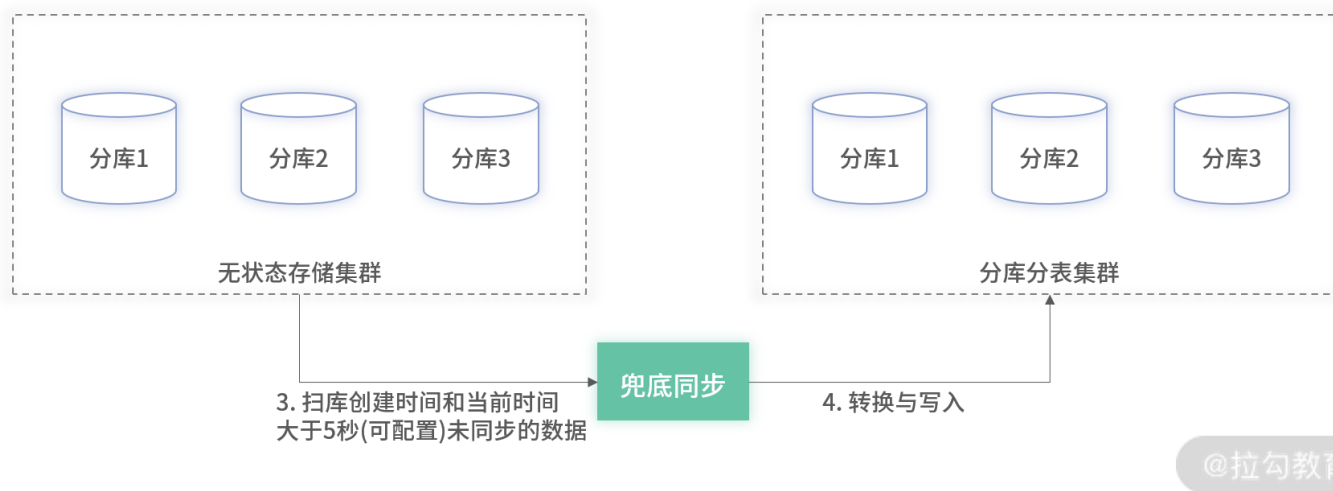 分库1
分库2
分库3
分库1
分库2
分库3
无状态存储集群
分库分表集群
兜底同步
3. 扫库创建时间和当前时间
大于5秒(可配置)未同步的数据
4. 转换与写入
@拉勾教育